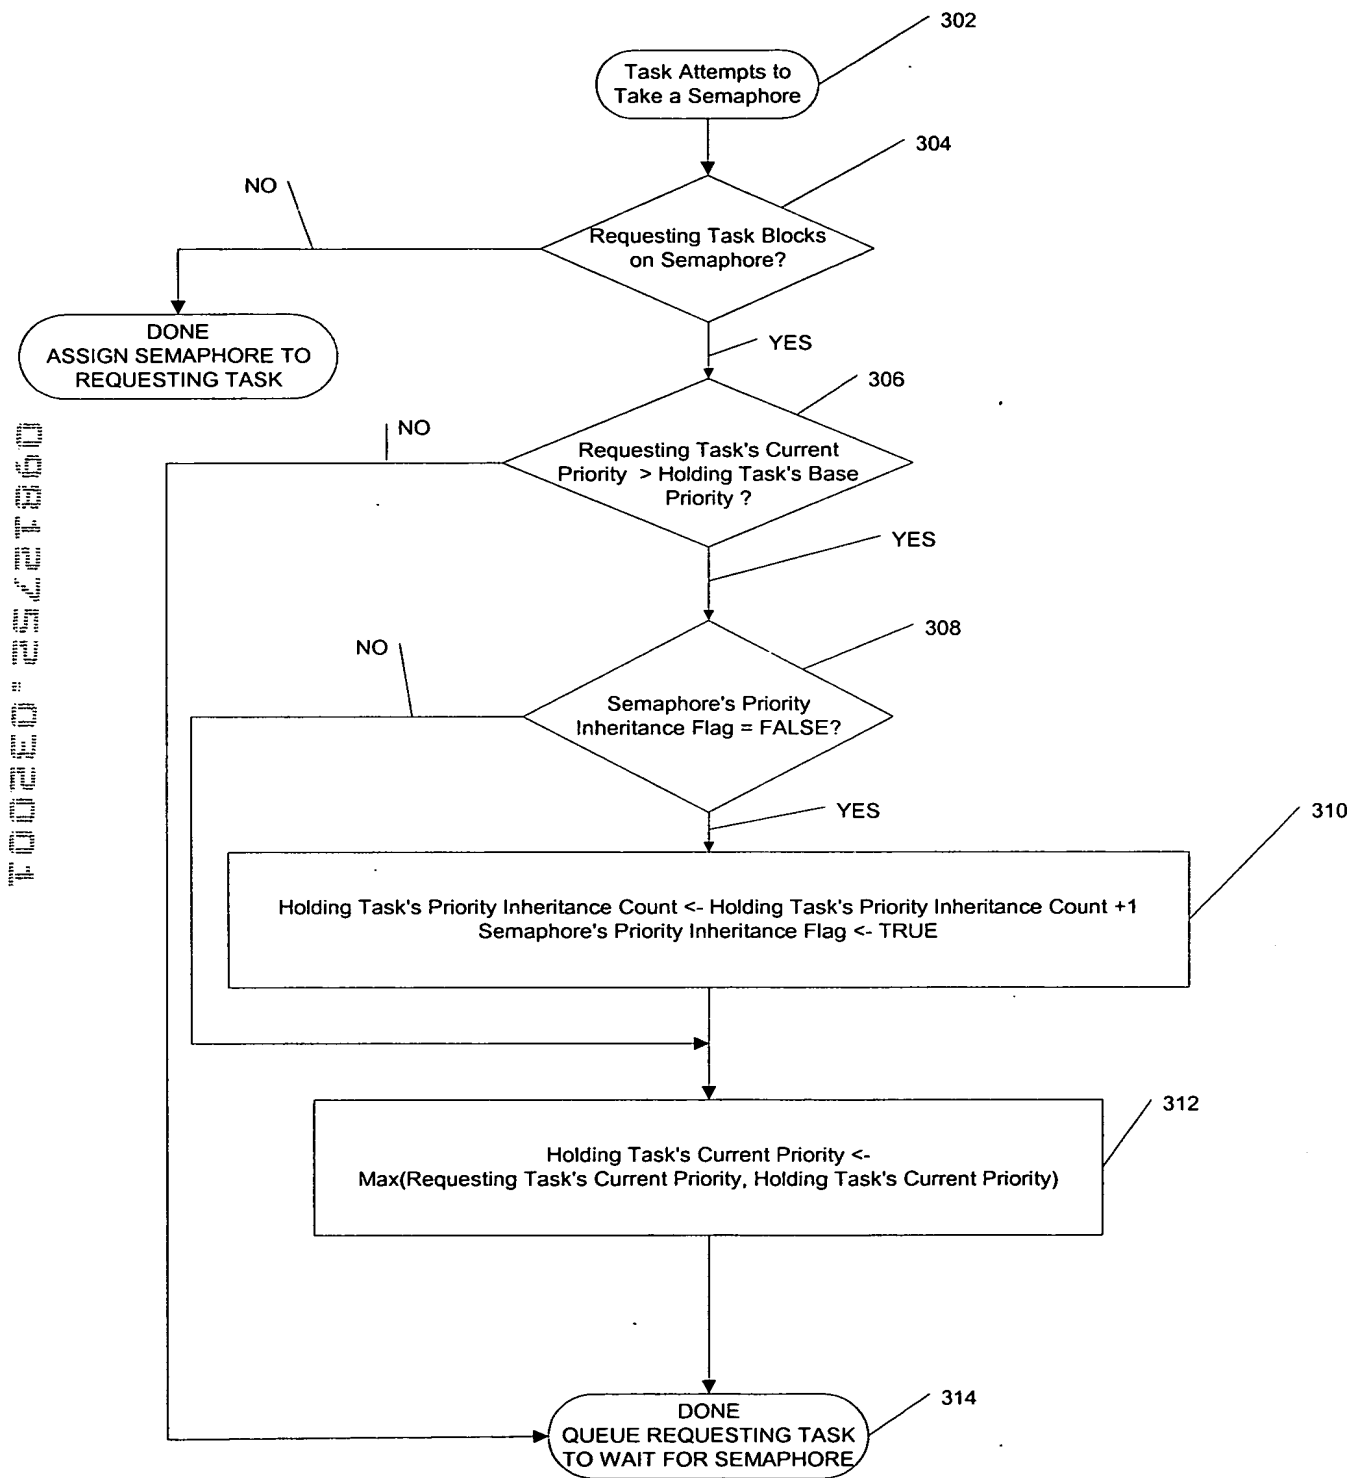 302
Task Attempts to
Take a Semaphore
304
NO
Requesting Task Blocks
on Semaphore?
DONE
ASSIGN SEMAPHORE TO
REQUESTING TASK
YES
306
NO
Requesting Task's Current
Priority > Holding Task's Base
Priority ?
YES
308
NO
Semaphore's Priority
Inheritance Flag = FALSE?
YES
310
Holding Task's Priority Inheritance Count <- Holding Task's Priority Inheritance Count +1
Semaphore's Priority Inheritance Flag <- TRUE
312
Holding Task's Current Priority <-
Max(Requesting Task's Current Priority, Holding Task's Current Priority)
314
DONE
QUEUE REQUESTING TASK
TO WAIT FOR SEMAPHORE
09812752.032001